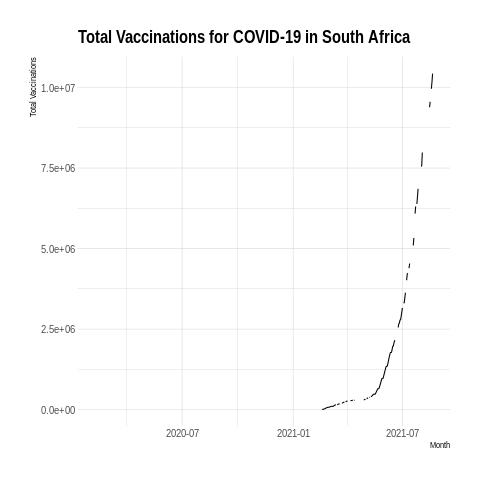 Total Vaccinations for COVID-19 in South Africa
Total Vaccinations
1.0e+07
7.5e+06
5.0e+06
2.5e+06
0.0e+00
2020-07
2021-01
2021-07
Month